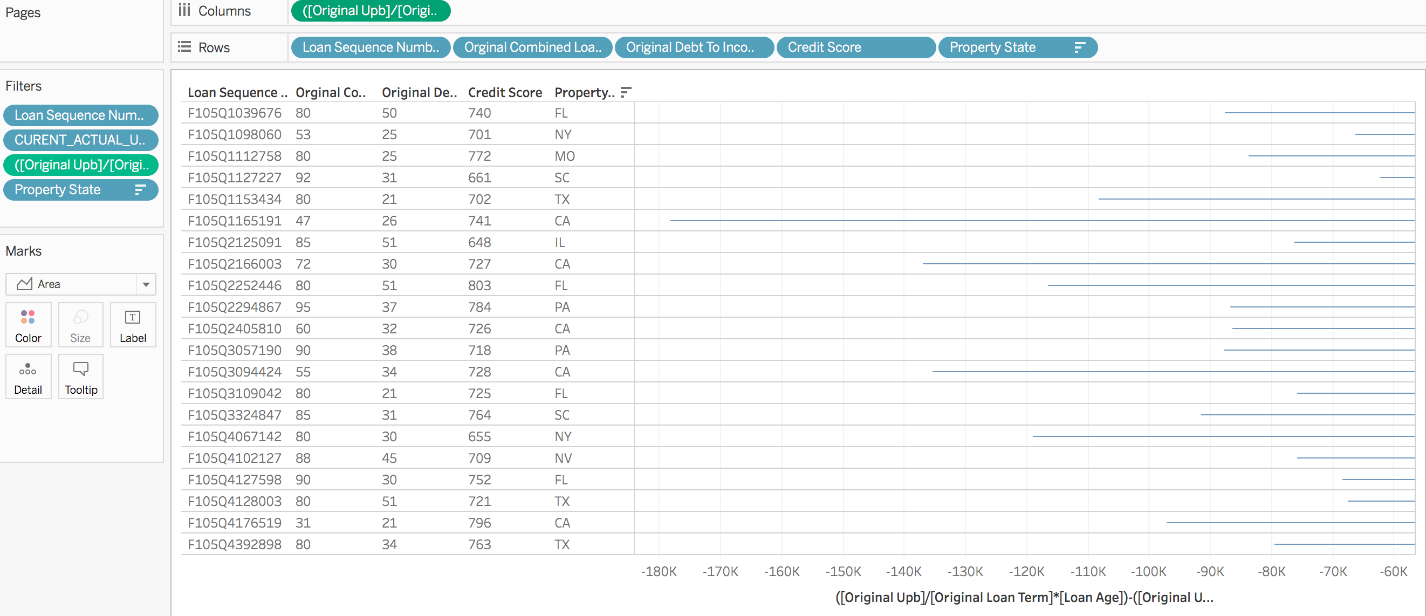 Pages
Columns ([Original Upb]/[Origi..
Rows Loan Sequence Numb.. Orginal Combined Loa.. Original Debt To Inco.. Credit Score Property State
Filters
Loan Sequence Num..
CURENT_ACTUAL_U..
([Original Upb]/[Origi..
Property State
Marks
Area
Color Size Label
Detail Tooltip
Loan Sequence .. Orginal Co.. Original De.. Credit Score Property..
F105Q1039676 80 50 740 FL
F105Q1098060 53 25 701 NY
F105Q1112758 80 25 772 MO
F105Q1127227 92 31 661 SC
F105Q1153434 80 21 702 TX
F105Q1165191 47 26 741 CA
F105Q2125091 85 51 648 IL
F105Q2166003 72 30 727 CA
F105Q2252446 80 51 803 FL
F105Q2294867 95 37 784 PA
F105Q2405810 60 32 726 CA
F105Q3057190 90 38 718 PA
F105Q3094424 55 34 728 CA
F105Q3109042 80 21 725 FL
F105Q3324847 85 31 764 SC
F105Q4067142 80 30 655 NY
F105Q4102127 88 45 709 NV
F105Q4127598 90 30 752 FL
F105Q4128003 80 51 721 TX
F105Q4176519 31 21 796 CA
F105Q4392898 80 34 763 TX
-180K -170K -160K -150K -140K -130K -120K -110K -100K -90K -80K -70K -60K
([Original Upb]/[Original Loan Term]*[Loan Age])-([Original U...